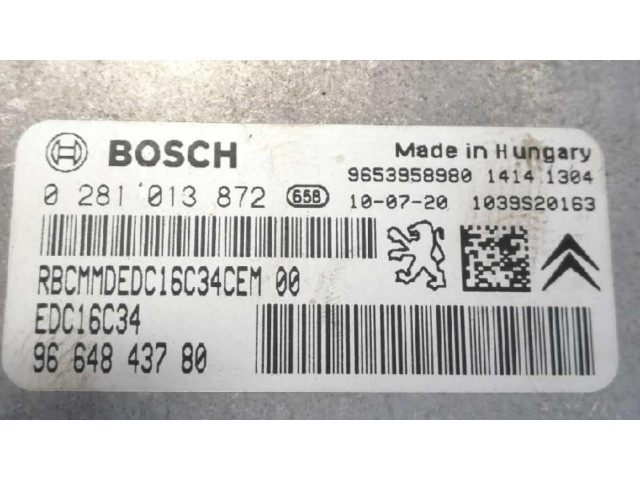 BOSCH
Made in Hungary
0 281 013 872 658
9653958980 1414 1304
10-07-20 1039S20163
RBCMMDEDC16C34CEM 00
EDC16C34
96 648 437 80